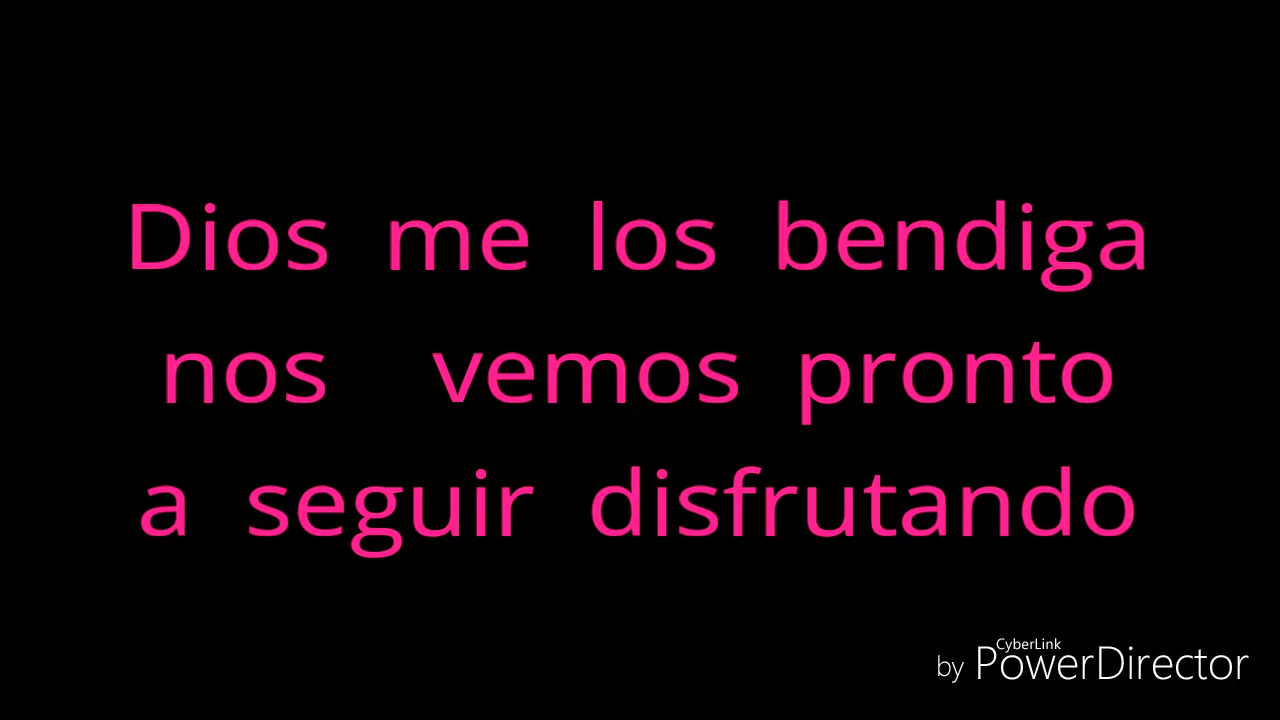 Dios me los bendiga
nos vemos pronto
a seguir disfrutando
CyberLink
by PowerDirector